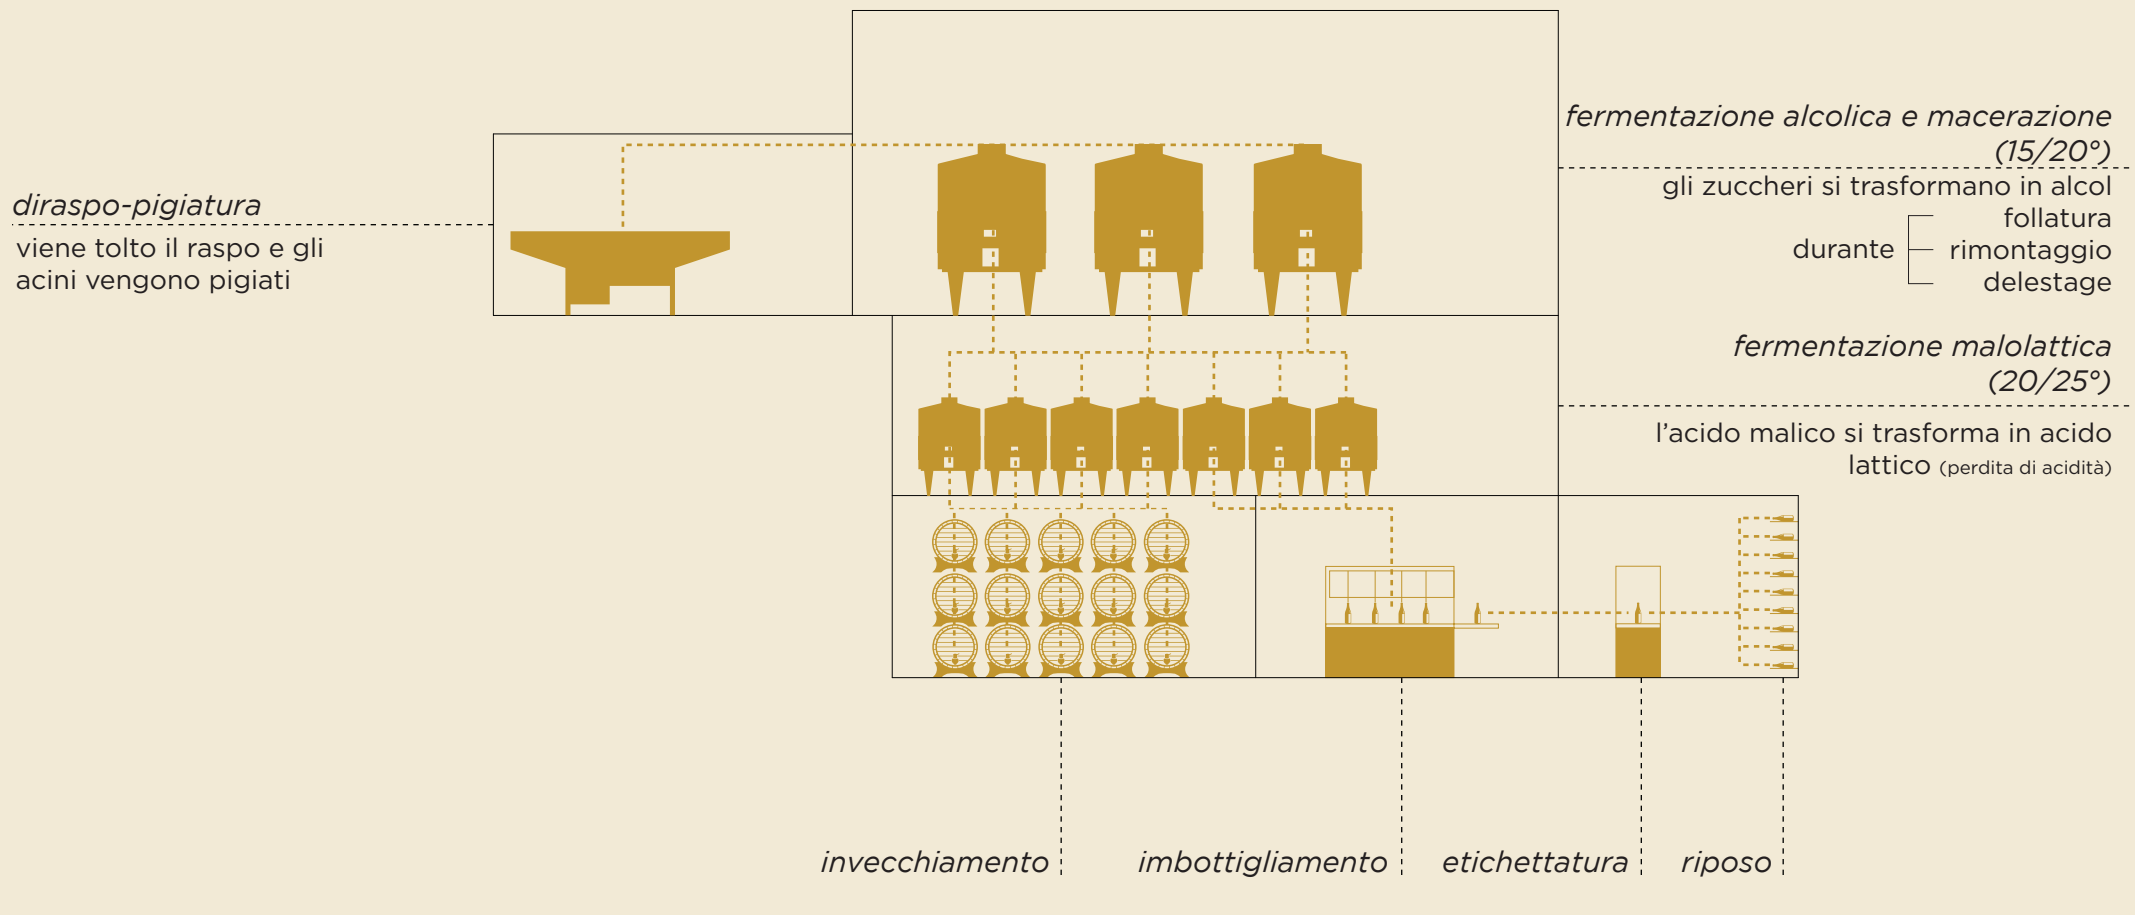 diraspo-pigiatura
viene tolto il raspo e gli
acini vengono pigiati
fermentazione alcolica e macerazione
(15/20°)
gli zuccheri si trasformano in alcol
durante
follatura
rimontaggio
delestage
fermentazione malolattica
(20/25°)
l’acido malico si trasforma in acido
lattico (perdita di acidità)
invecchiamento
imbottigliamento
etichettatura
riposo